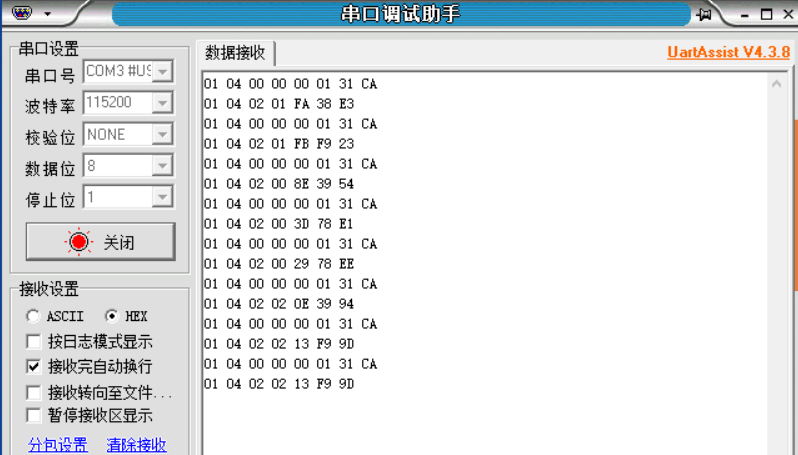 串口调试助手
串口设置
串口号 COM3 #US
波特率 115200
校验位 NONE
数据位 8
停止位 1
关闭
接收设置
ASCII HEX
按日志模式显示
接收完自动换行
接收转向至文件...
暂停接收区显示
分包设置 清除接收
数据接收 UartAssist V4.3.8
01 04 00 00 00 01 31 CA
01 04 02 01 FA 38 E3
01 04 00 00 00 01 31 CA
01 04 02 01 FB F9 23
01 04 00 00 00 01 31 CA
01 04 02 00 8E 39 54
01 04 00 00 00 01 31 CA
01 04 02 00 3D 78 E1
01 04 00 00 00 01 31 CA
01 04 02 00 29 78 EE
01 04 00 00 00 01 31 CA
01 04 02 02 0E 39 94
01 04 00 00 00 01 31 CA
01 04 02 02 13 F9 9D
01 04 00 00 00 01 31 CA
01 04 02 02 13 F9 9D